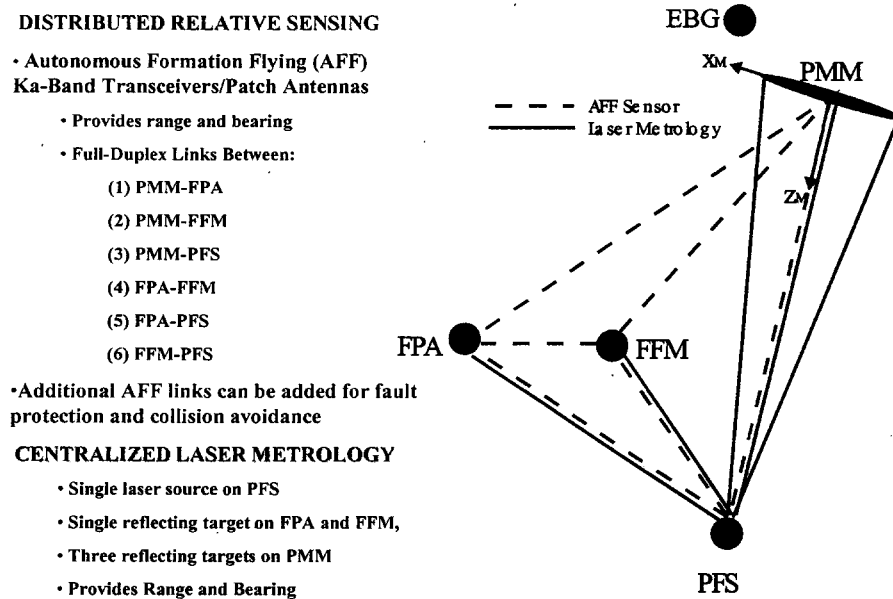 DISTRIBUTED RELATIVE SENSING
• Autonomous Formation Flying (AFF)
Ka-Band Transceivers/Patch Antennas
• Provides range and bearing
• Full-Duplex Links Between:
(1) PMM-FPA
(2) PMM-FFM
(3) PMM-PFS
(4) FPA-FFM
(5) FPA-PFS
(6) FFM-PFS
•Additional AFF links can be added for fault
protection and collision avoidance
CENTRALIZED LASER METROLOGY
• Single laser source on PFS
• Single reflecting target on FPA and FFM,
• Three reflecting targets on PMM
• Provides Range and Bearing
EBG
XM
PMM
AFF Sensor
Laser Metrology
ZM
FPA
FFM
PFS